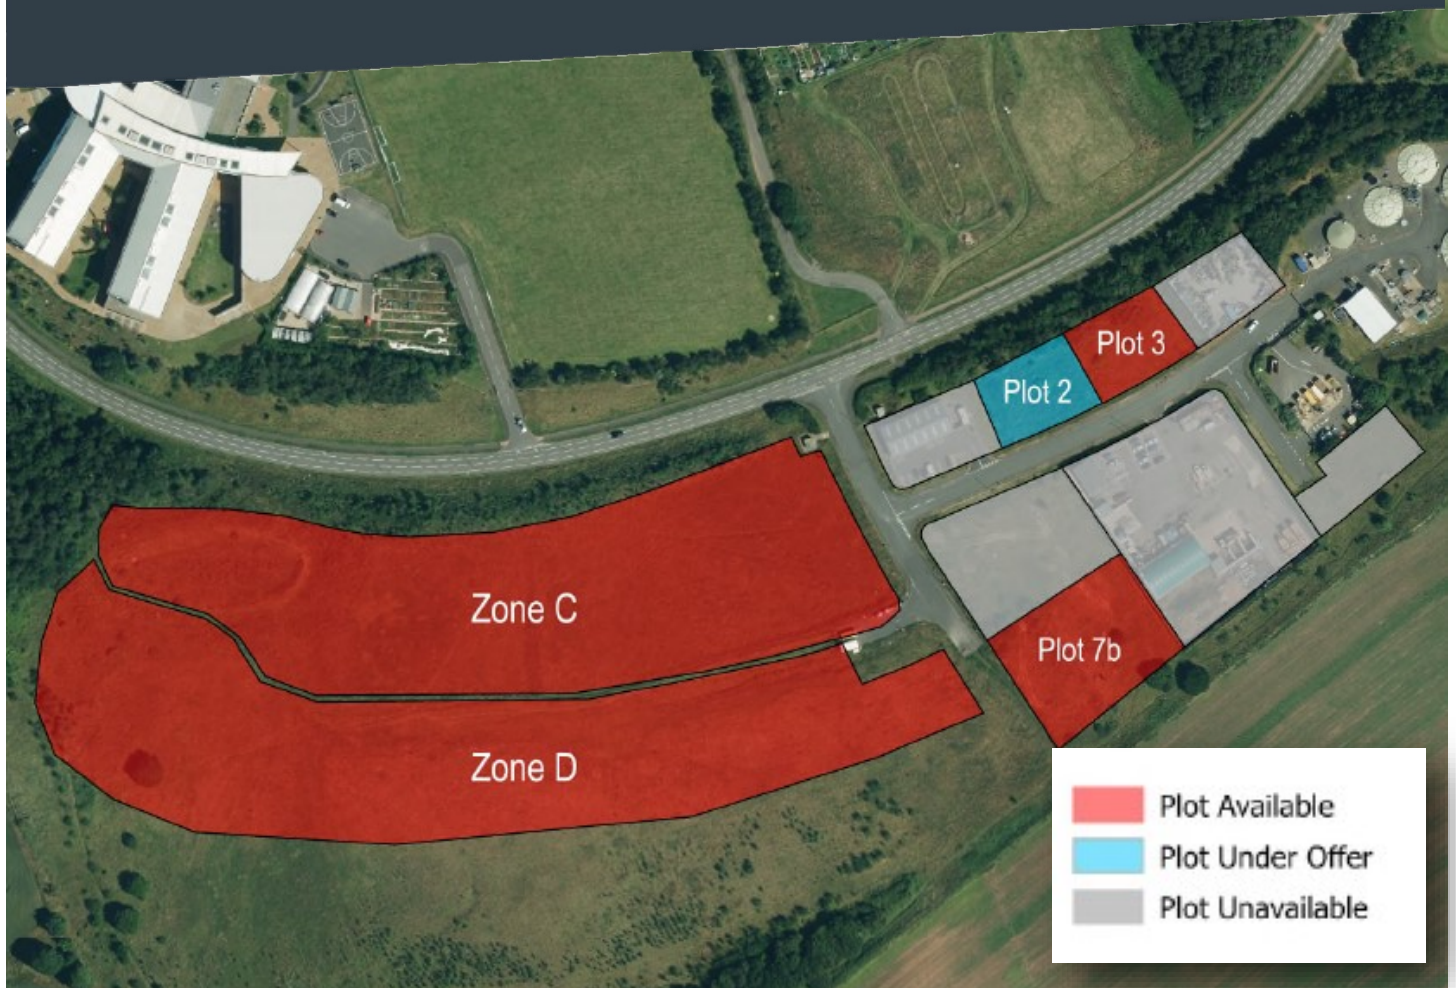 Plot 3
Plot 2
Zone C
Plot 7b
Zone D
Plot Available
Plot Under Offer
Plot Unavailable